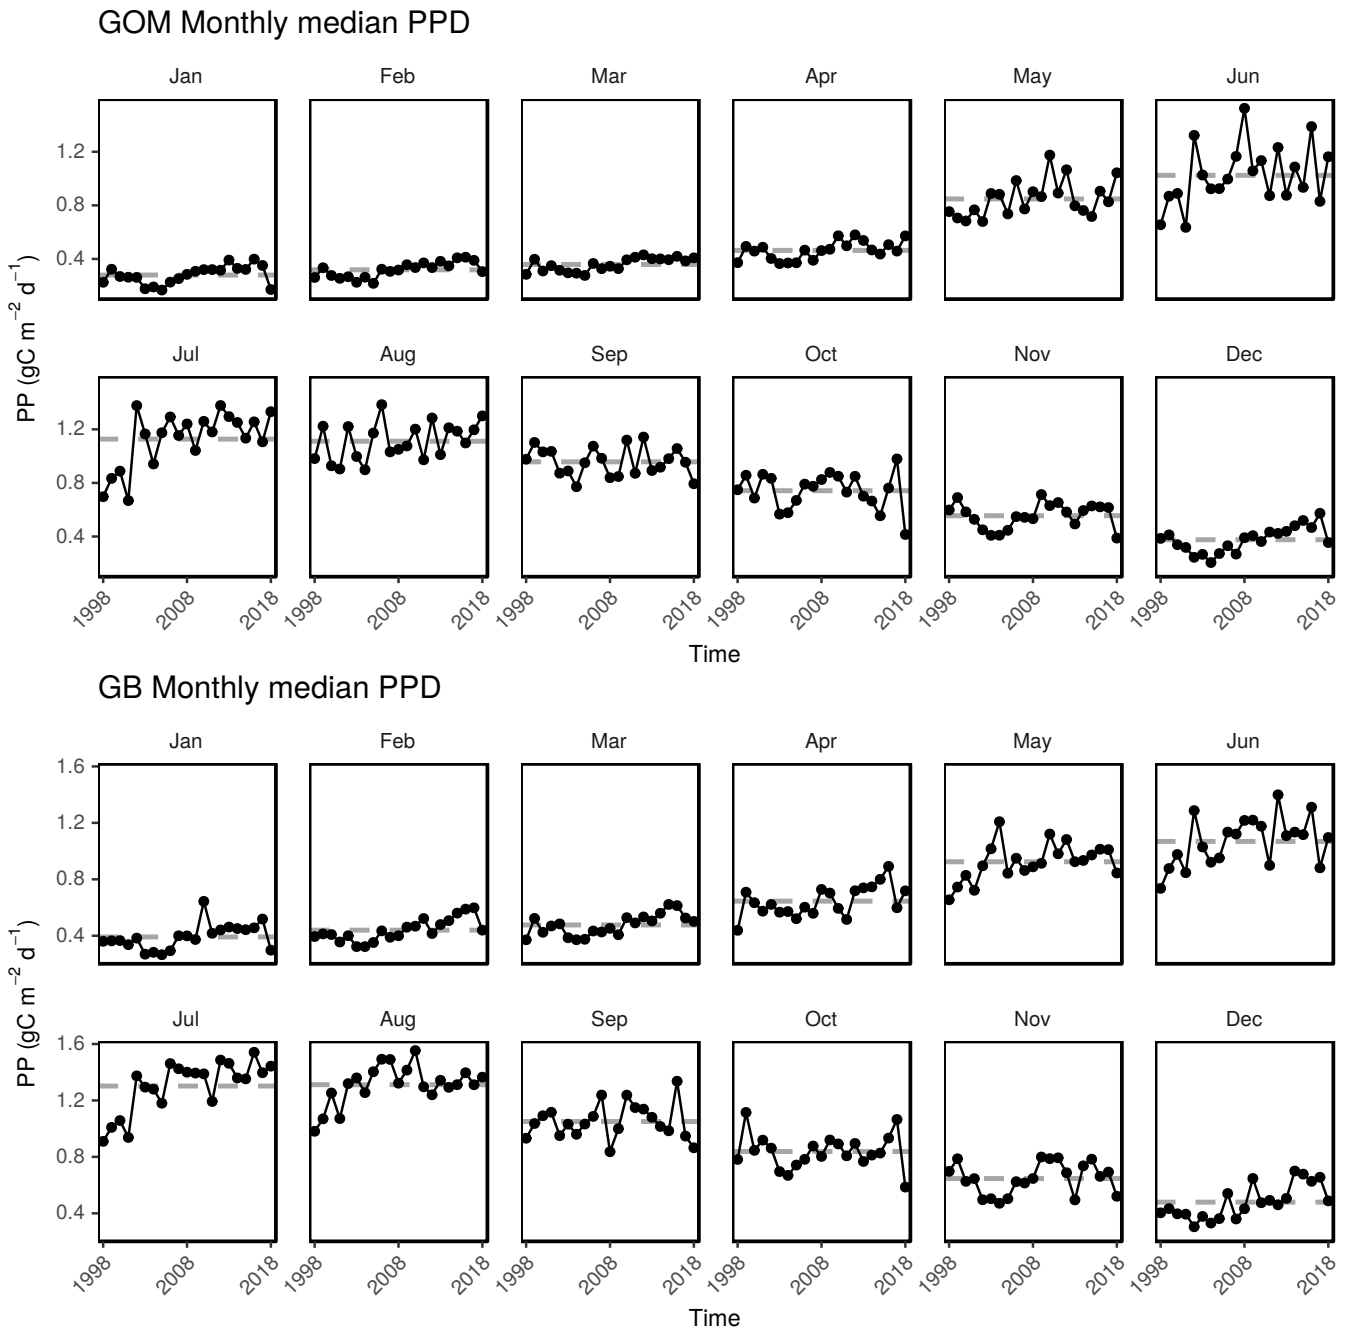 GOM Monthly median PPD
Jan Feb Mar Apr May Jun
1.2
0.8
0.4
Jul Aug Sep Oct Nov Dec
1.2
0.8
0.4
PP (gC m⁻² d⁻¹)
1998 2008 2018 1998 2008 2018 1998 2008 2018 1998 2008 2018 1998 2008 2018 1998 2008 2018
Time
GB Monthly median PPD
Jan Feb Mar Apr May Jun
1.6
1.2
0.8
0.4
Jul Aug Sep Oct Nov Dec
1.6
1.2
0.8
0.4
PP (gC m⁻² d⁻¹)
1998 2008 2018 1998 2008 2018 1998 2008 2018 1998 2008 2018 1998 2008 2018 1998 2008 2018
Time